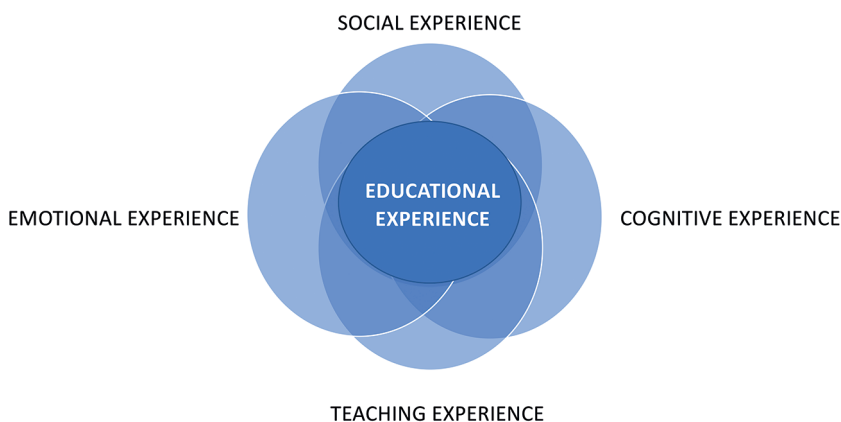 SOCIAL EXPERIENCE
EDUCATIONAL
EXPERIENCE
EMOTIONAL EXPERIENCE
COGNITIVE EXPERIENCE
TEACHING EXPERIENCE